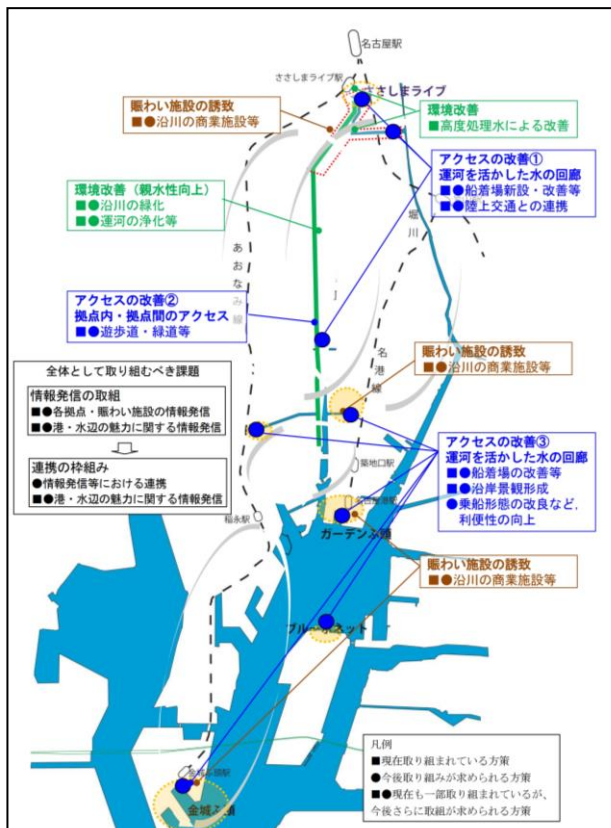 名古屋駅
ささしまライブ駅
ささしまライブ
賑わい施設の誘致
■●沿川の商業施設等
環境改善
■高度処理水による改善
アクセスの改善①
運河を活かした水の回廊
■●船着場新設・改善等
■●陸上交通との連携
環境改善（親水性向上）
■●沿川の緑化
■●運河の浄化等
堀川
あおなみ線
アクセスの改善②
拠点内・拠点間のアクセス
■●遊歩道・緑道等
名港線
賑わい施設の誘致
■●沿川の商業施設等
全体として取り組むべき課題
情報発信の取組
■●各拠点・賑わい施設の情報発信
■●港・水辺の魅力に関する情報発信
連携の枠組み
●情報発信等における連携
■●港・水辺の魅力に関する情報発信
アクセスの改善③
運河を活かした水の回廊
■●船着場の改善等
■●沿岸景観形成
●乗船形態の改良など,
利便性の向上
築地口駅
名古屋港駅
稲永駅
ガーデンふ頭
賑わい施設の誘致
■●沿川の商業施設等
ブルーボネット
金城ふ頭駅
金城ふ頭
凡例
■現在取り組まれている方策
●今後取り組みが求められる方策
■●現在も一部取り組まれているが、
今後さらに取組が求められる方策